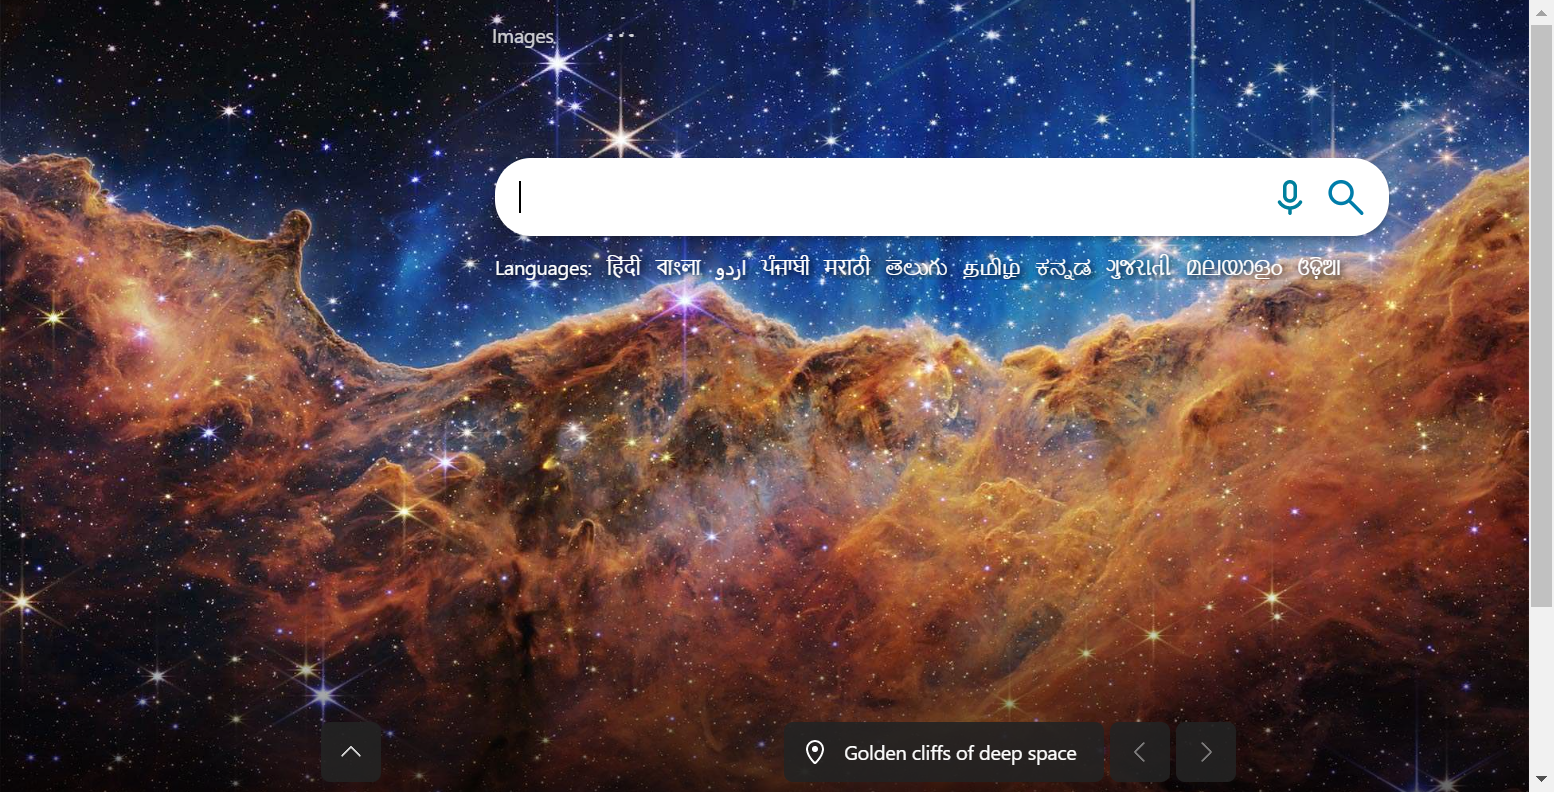 Images ...
Languages: हिंदी বাংলা اردو ਪੰਜਾਬੀ मराठी తెలుగు தமிழ் ಕನ್ನಡ ગુજરાતી മലയാളം ଓଡ଼ିଆ
Golden cliffs of deep space